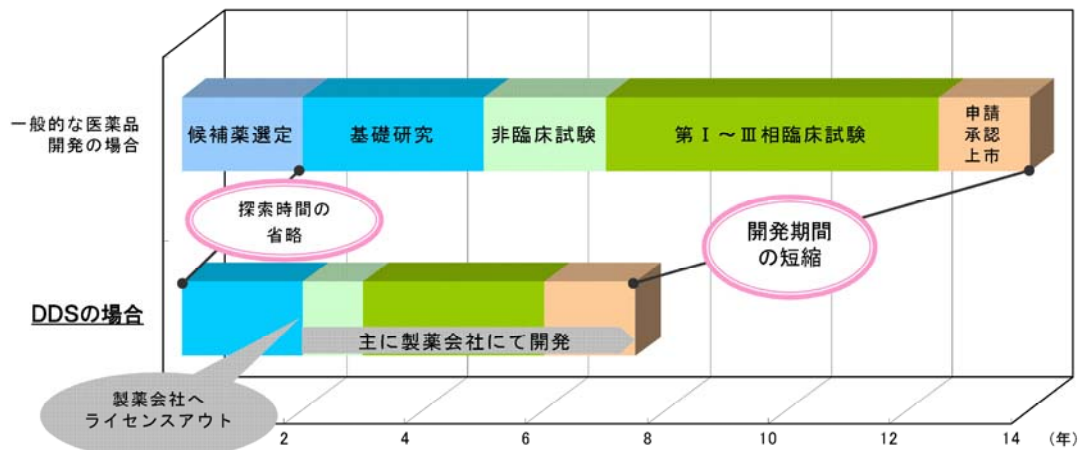 一般的な医薬品
開発の場合
候補薬選定
基礎研究
非臨床試験
第Ⅰ～Ⅲ相臨床試験
申請
承認
上市
探索時間の
省略
開発期間
の短縮
DDSの場合
主に製薬会社にて開発
製薬会社へ
ライセンスアウト
2 4 6 8 10 12 14 (年)